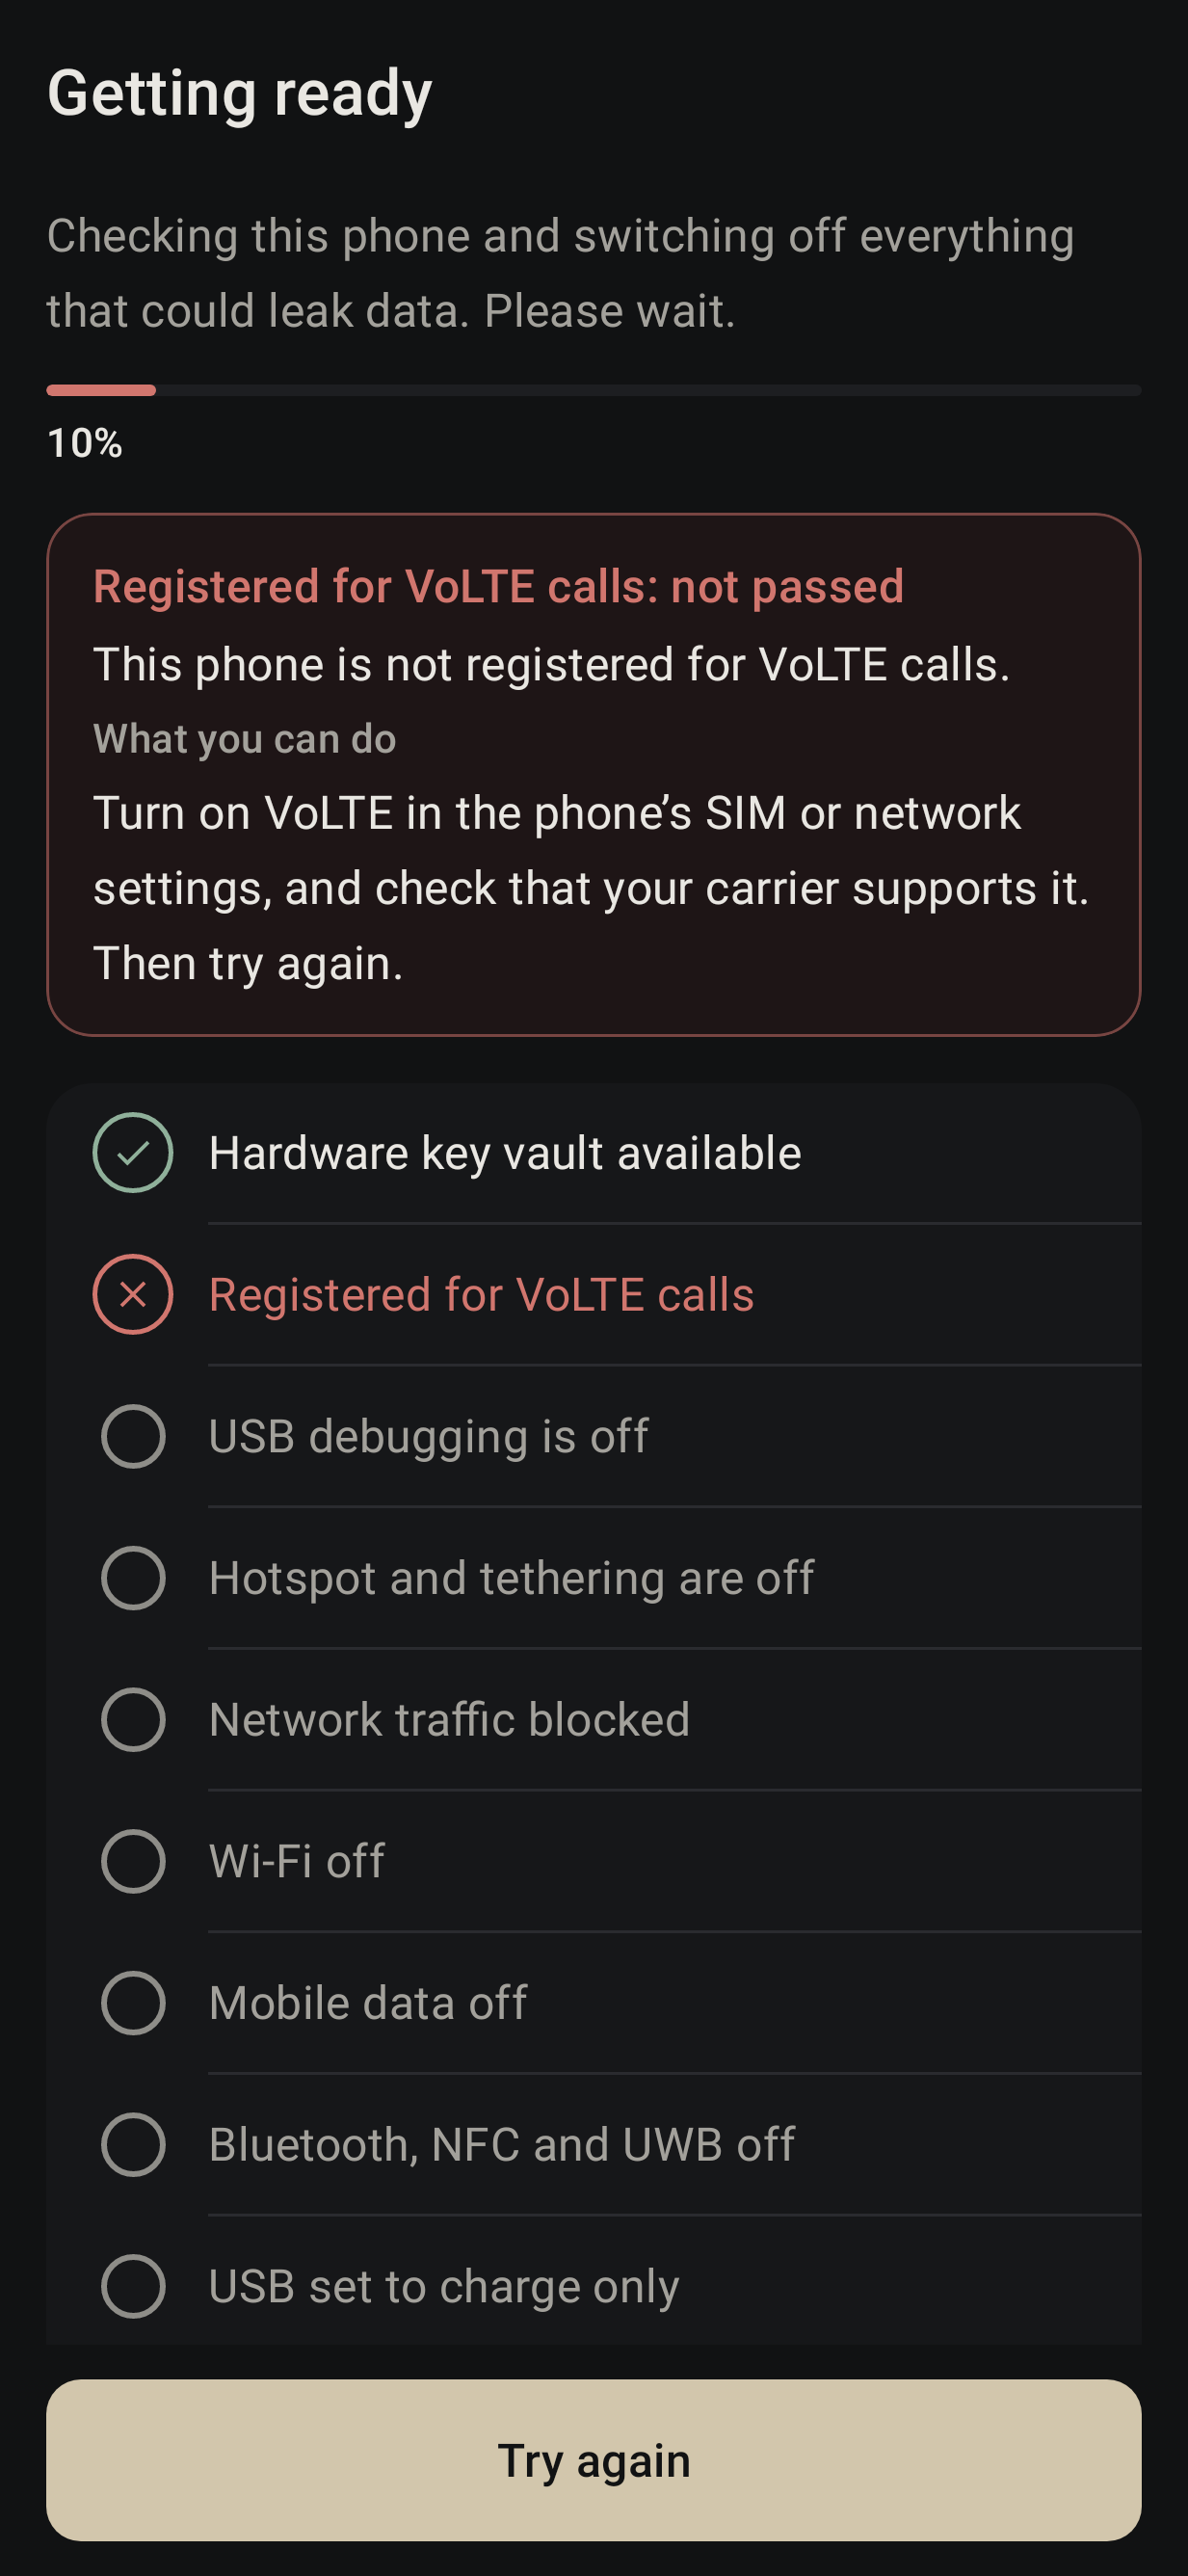 Getting ready
Checking this phone and switching off everything
that could leak data. Please wait.
10%
Registered for VoLTE calls: not passed
This phone is not registered for VoLTE calls.
What you can do
Turn on VoLTE in the phone’s SIM or network
settings, and check that your carrier supports it.
Then try again.
Hardware key vault available
Registered for VoLTE calls
USB debugging is off
Hotspot and tethering are off
Network traffic blocked
Wi-Fi off
Mobile data off
Bluetooth, NFC and UWB off
USB set to charge only
Try again